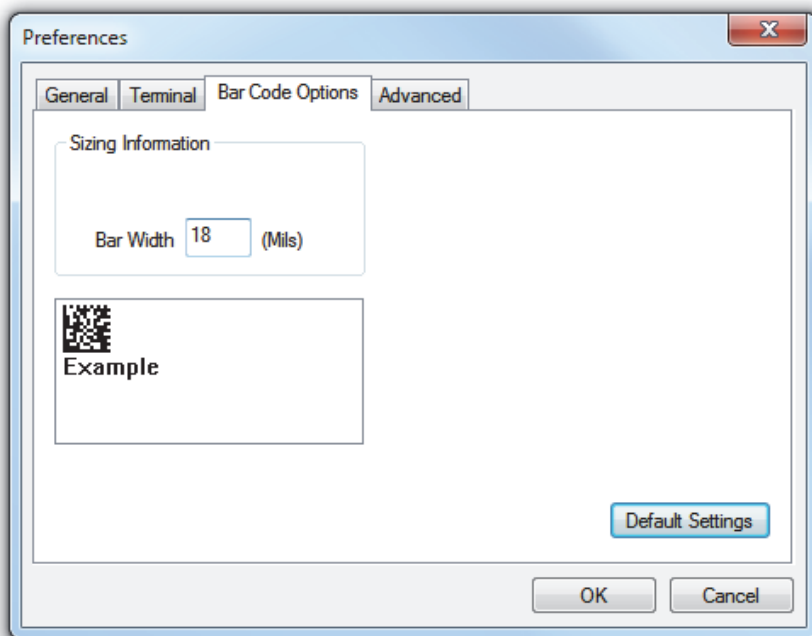 Preferences
General Terminal Bar Code Options Advanced
Sizing Information
Bar Width 18 (Mils)
Example
Default Settings
OK Cancel